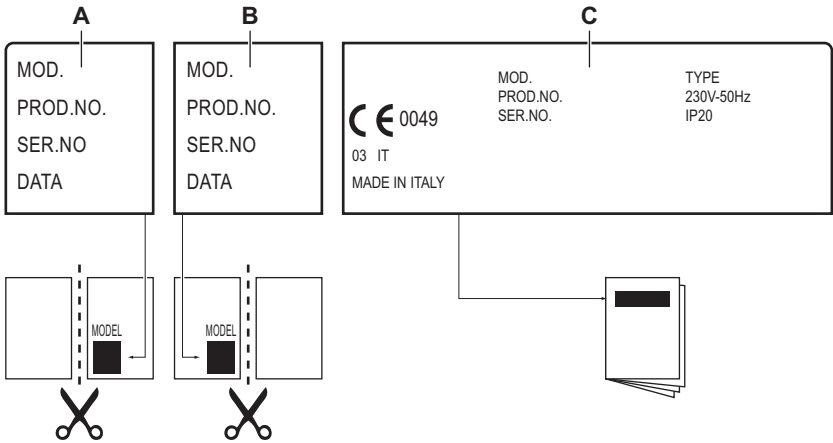 A
B
C
MOD.
PROD.NO.
SER.NO
DATA
MOD.
PROD.NO.
SER.NO
DATA
MOD.
PROD.NO.
SER.NO.
TYPE
230V-50Hz
IP20
CE 0049
03 IT
MADE IN ITALY
MODEL
MODEL